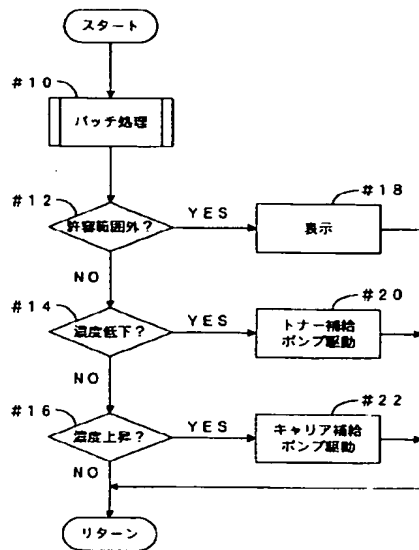 スタート
#10
パッチ処理
#12
許容範囲外?
YES
#18
表示
NO
#14
濃度低下?
YES
#20
トナー補給
ポンプ駆動
NO
#16
濃度上昇?
YES
#22
キャリア補給
ポンプ駆動
NO
リターン